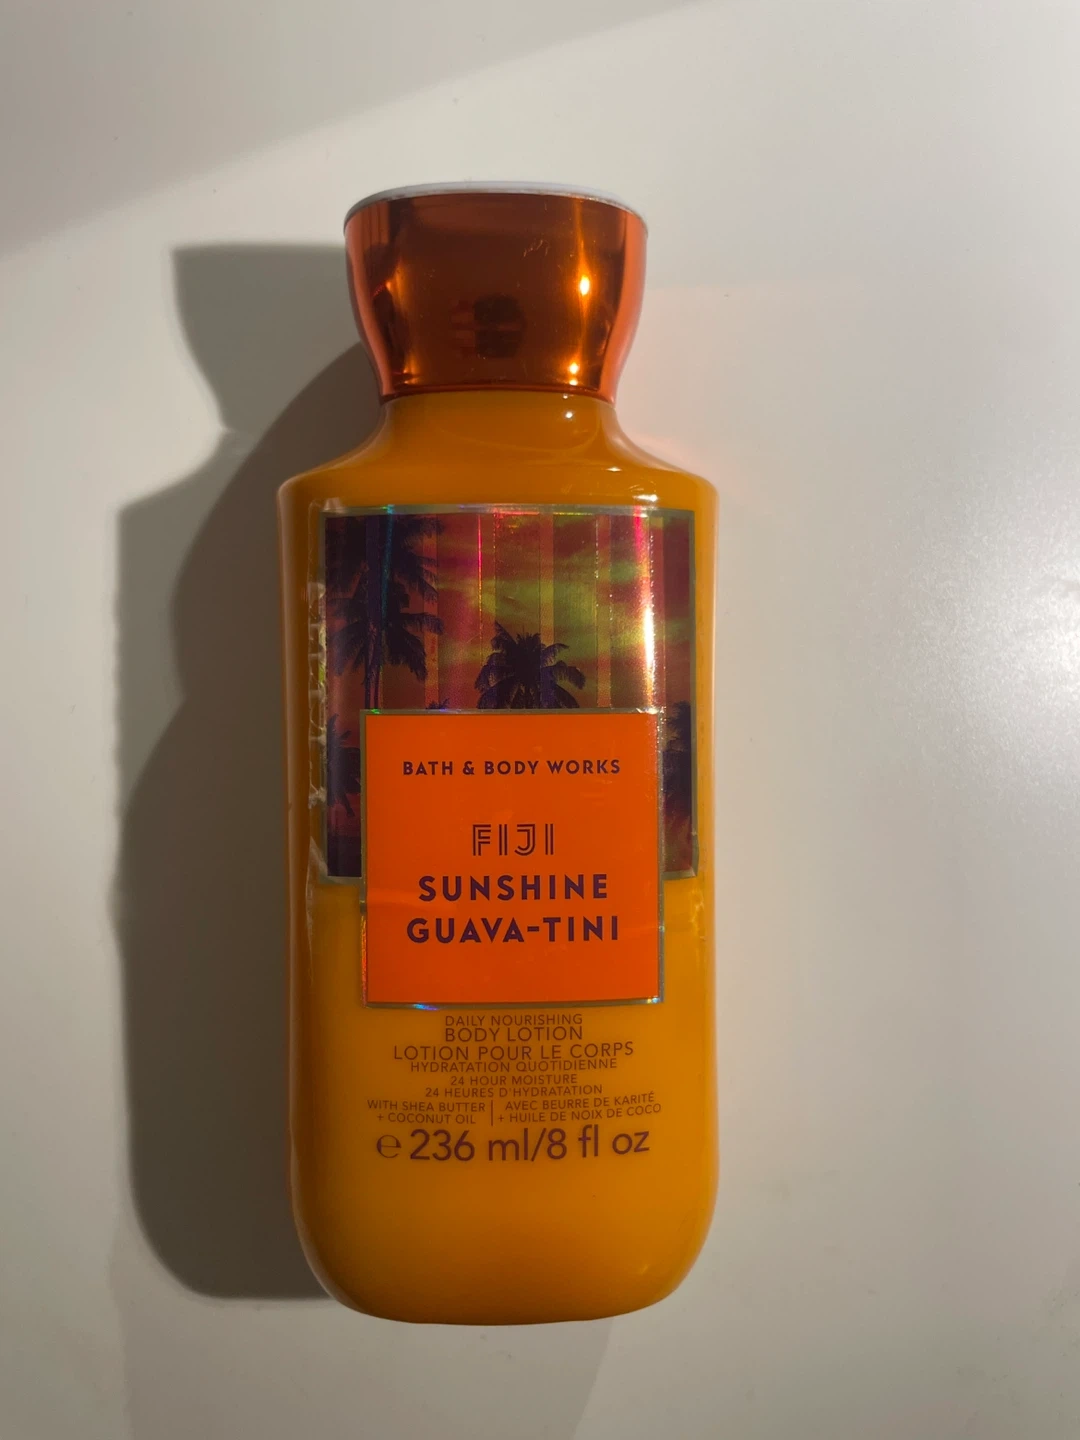 BATH & BODY WORKS
FIJI
SUNSHINE
GUAVA-TINI
DAILY NOURISHING
BODY LOTION
LOTION POUR LE CORPS
HYDRATATION QUOTIDIENNE
24 HOUR MOISTURE
24 HEURES D'HYDRATATION
WITH SHEA BUTTER | AVEC BEURRE DE KARITÉ
+ COCONUT OIL | + HUILE DE NOIX DE COCO
℮ 236 ml/8 fl oz